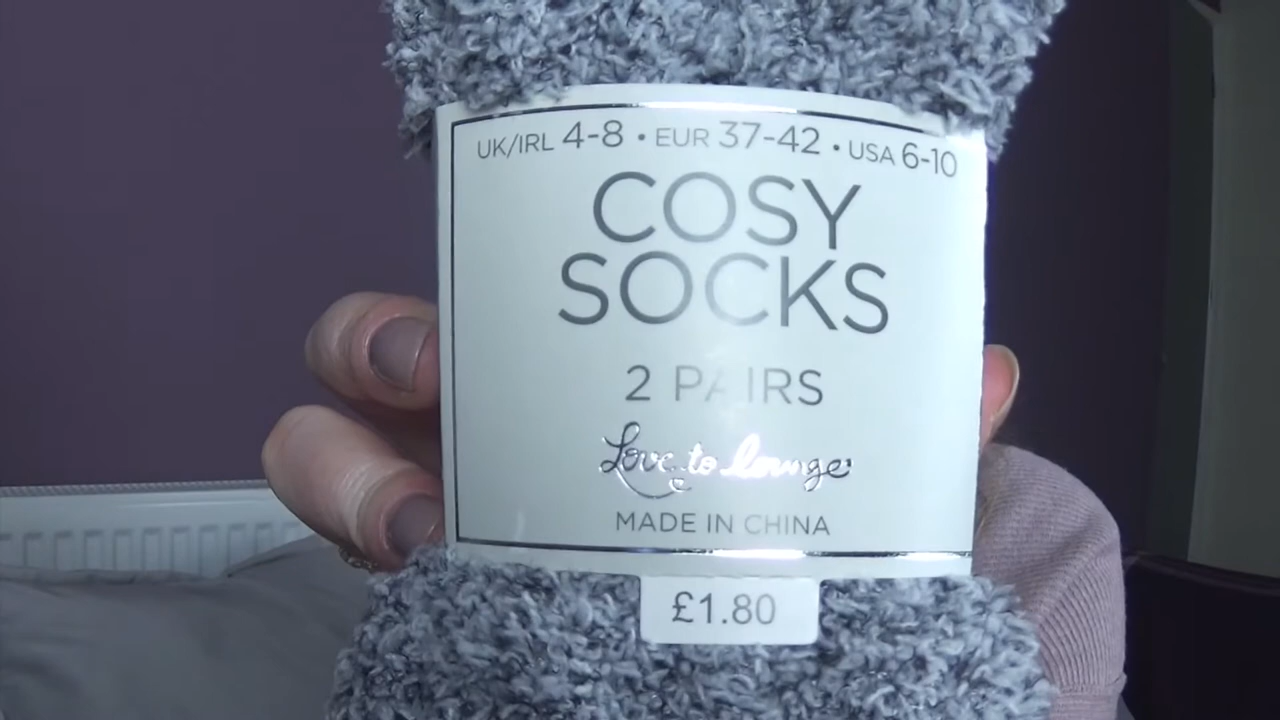 UK/IRL 4-8 • EUR 37-42 • USA 6-10
COSY
SOCKS
2 PAIRS
Love to lounge
MADE IN CHINA
£1.80